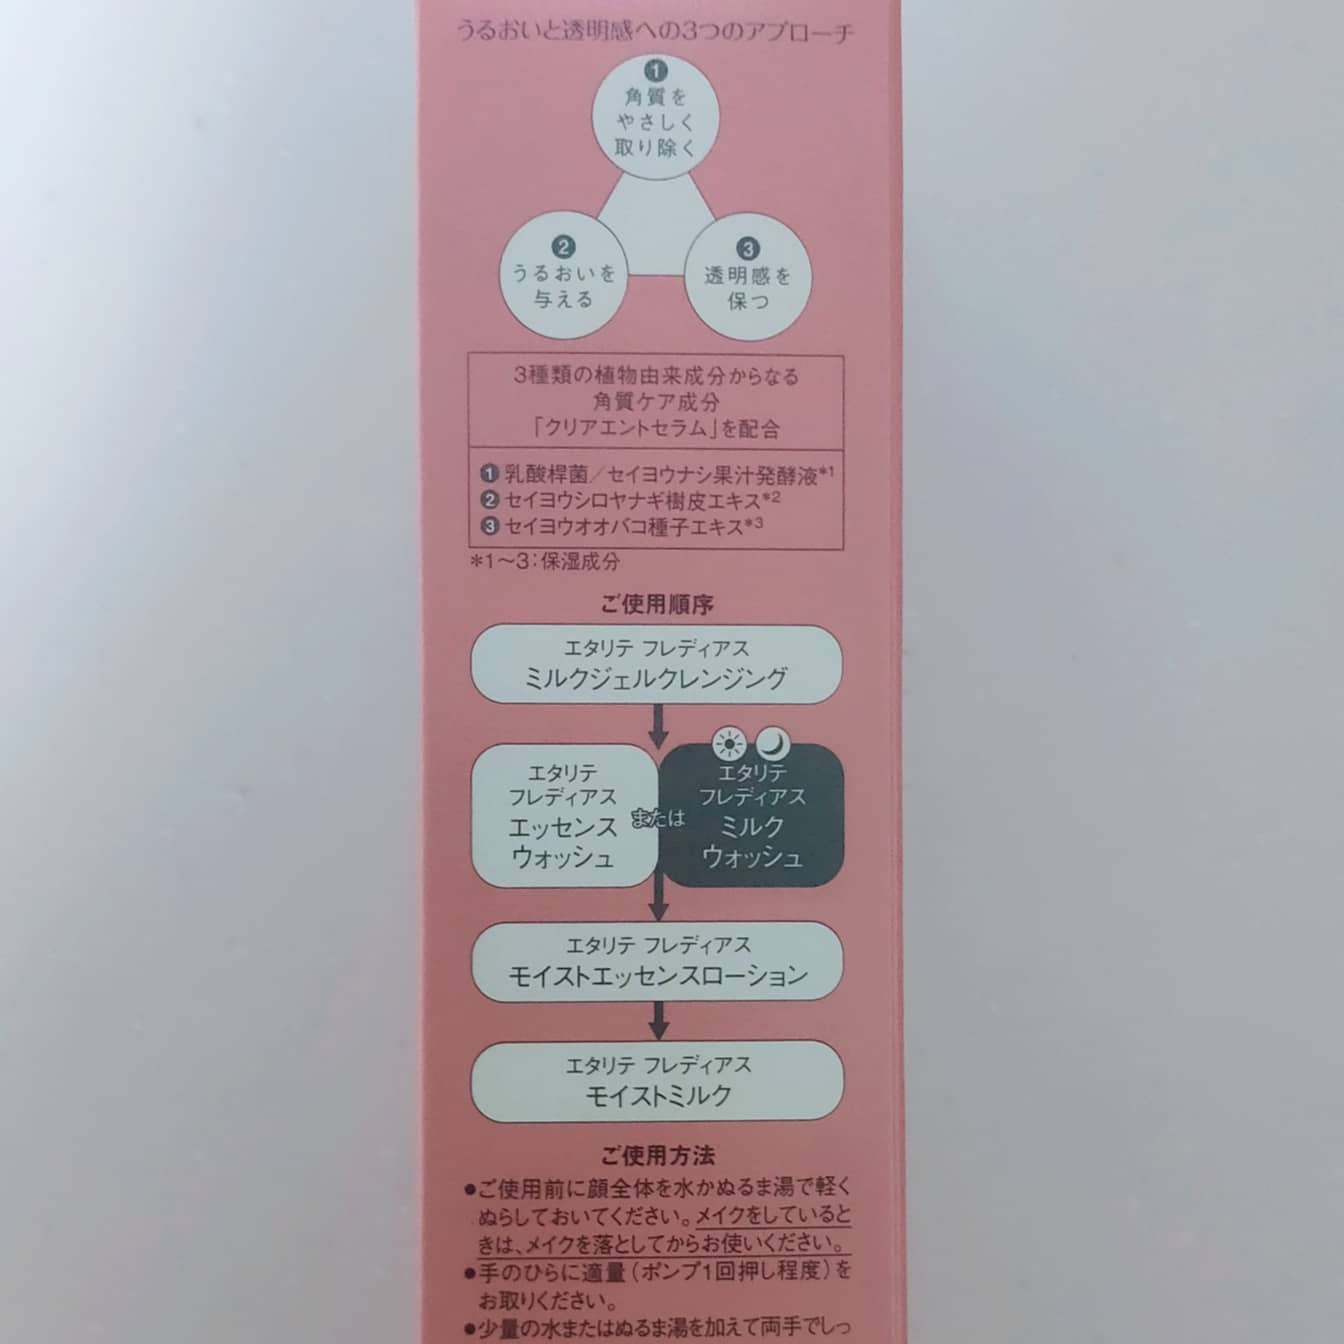 うるおいと透明感への3つのアプローチ
1
角質を
やさしく
取り除く
2
うるおいを
与える
3
透明感を
保つ
3種類の植物由来成分からなる
角質ケア成分
「クリアエントセラム」を配合
1 乳酸桿菌/セイヨウナシ果汁発酵液*1
2 セイヨウシロヤナギ樹皮エキス*2
3 セイヨウオオバコ種子エキス*3
*1〜3:保湿成分
ご使用順序
エタリテ フレディアス
ミルクジェルクレンジング
エタリテ
フレディアス
エッセンス
ウォッシュ
または
エタリテ
フレディアス
ミルク
ウォッシュ
エタリテ フレディアス
モイストエッセンスローション
エタリテ フレディアス
モイストミルク
ご使用方法
●ご使用前に顔全体を水かぬるま湯で軽く
ぬらしておいてください。メイクをしていると
きは、メイクを落としてからお使いください。
●手のひらに適量(ポンプ1回押し程度)を
お取りください。
●少量の水またはぬるま湯を加えて両手でしっ